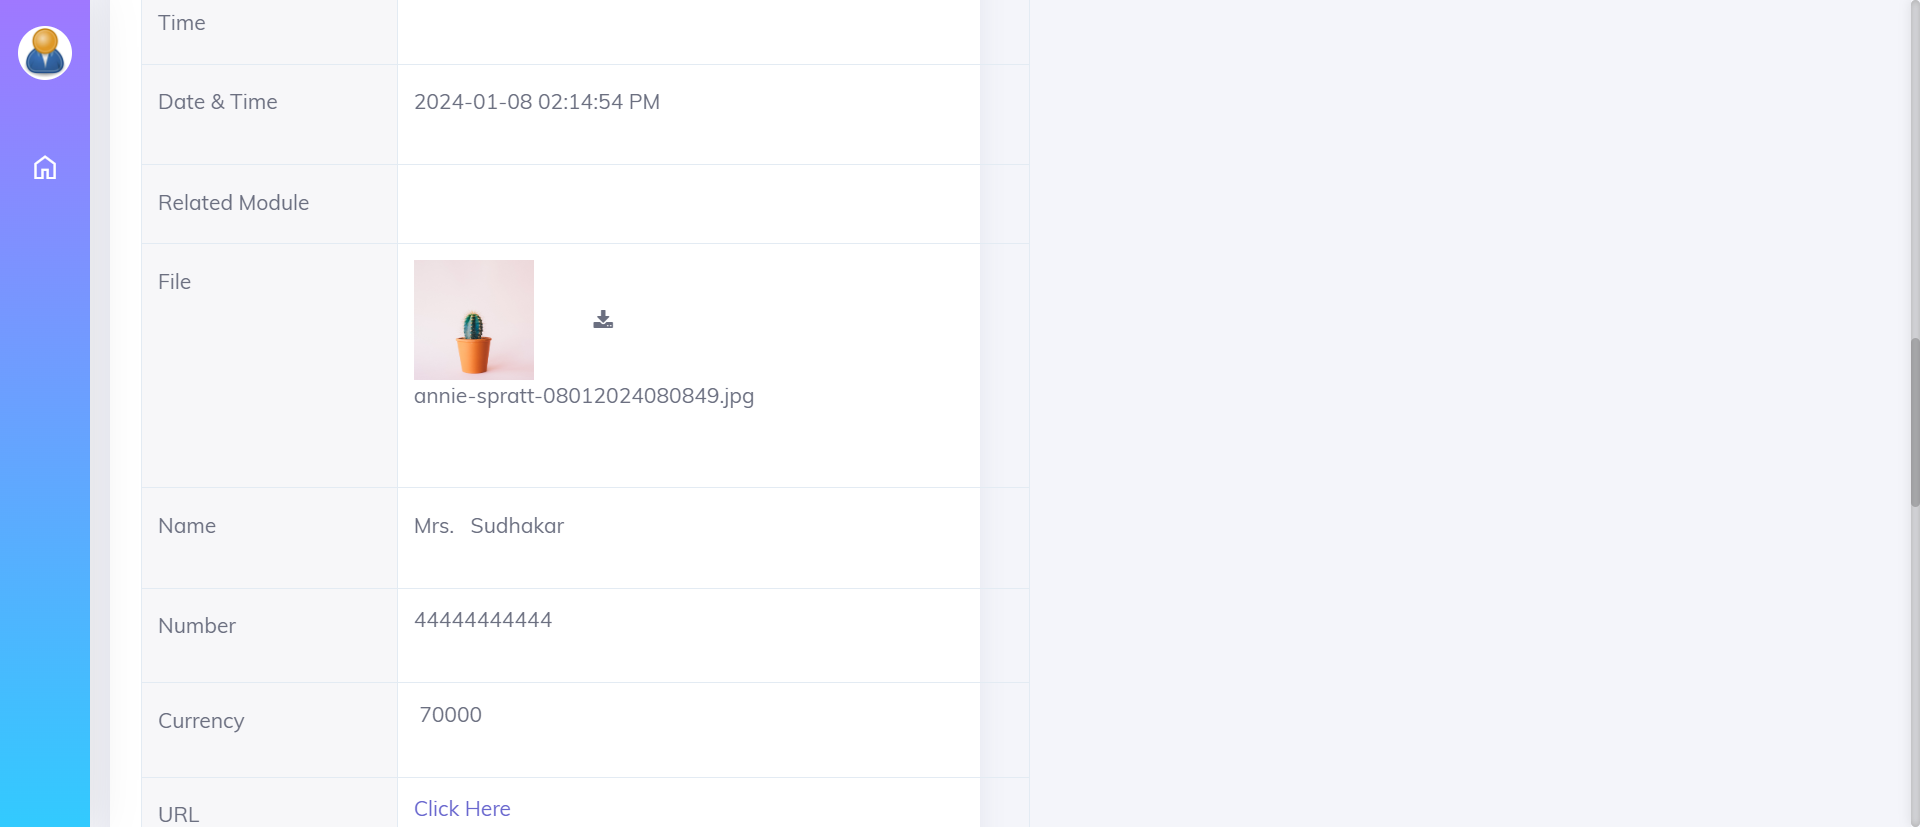 Time
Date & Time 2024-01-08 02:14:54 PM
Related Module
File
annie-spratt-08012024080849.jpg
Name Mrs. Sudhakar
Number 44444444444
Currency 70000
URL Click Here